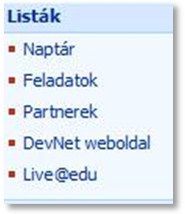 Listák
Naptár
Feladatok
Partnerek
DevNet weboldal
Live@edu